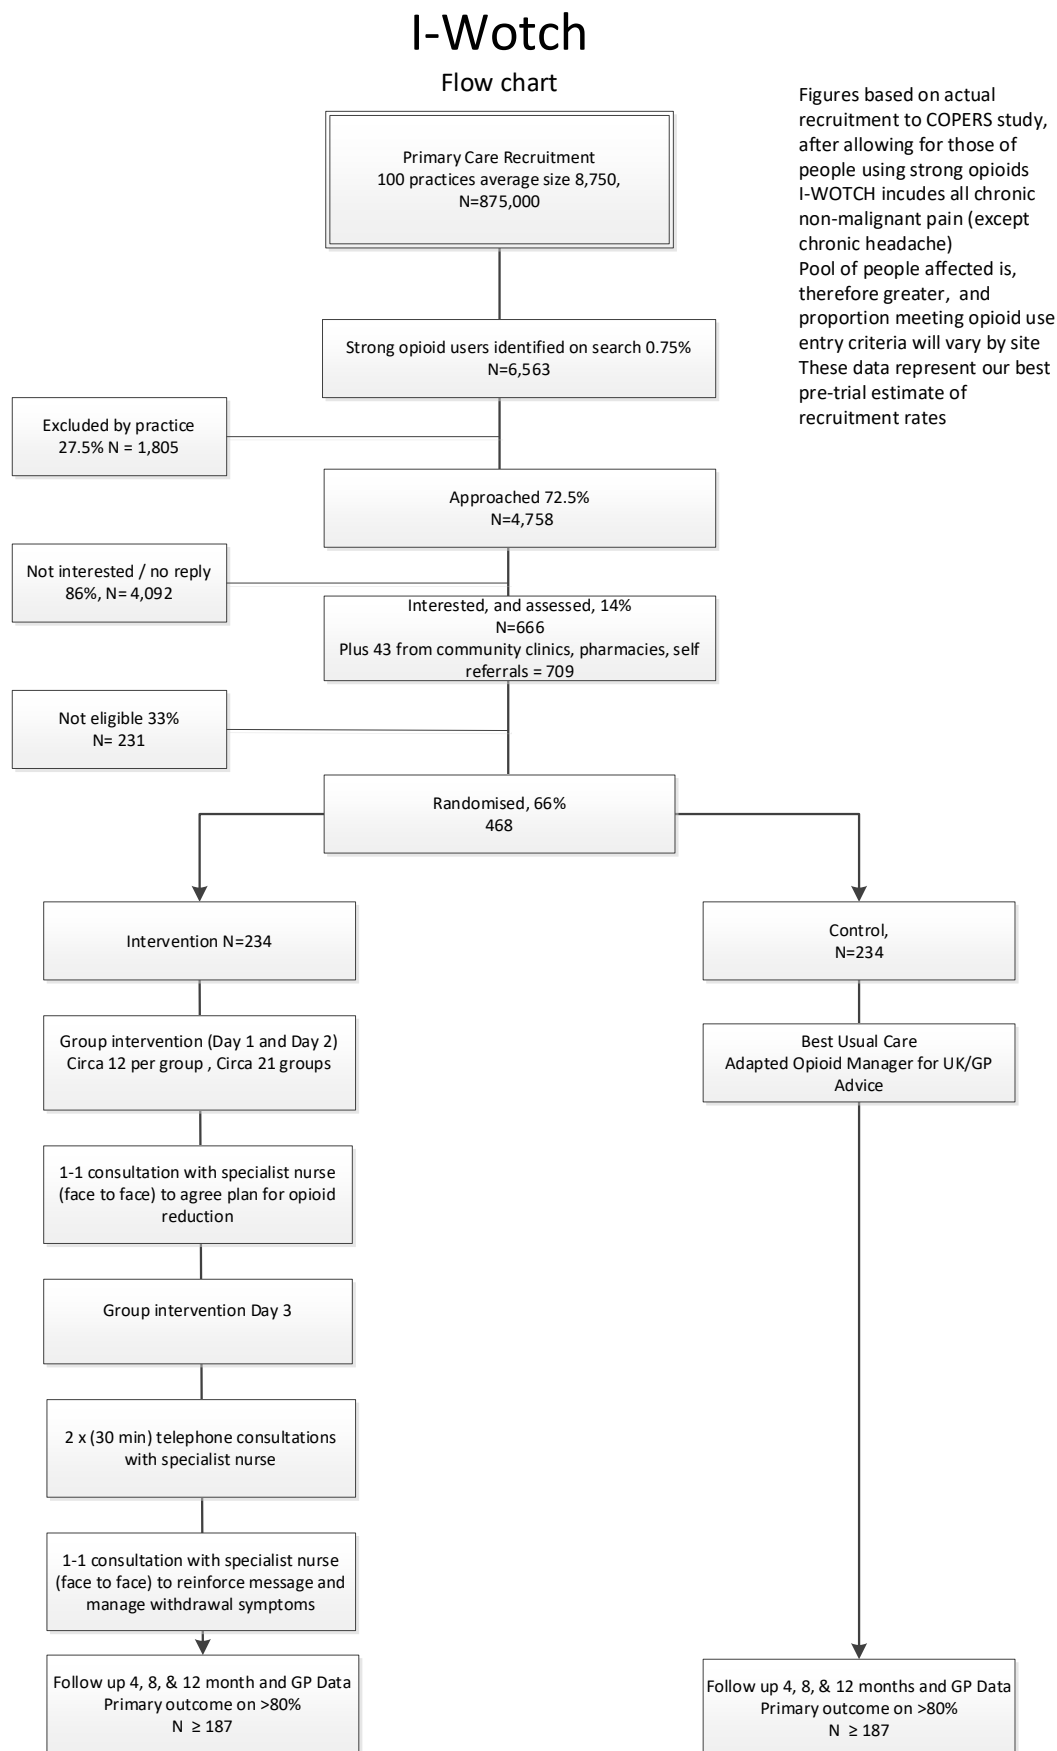 I-Wotch
Flow chart
Figures based on actual
recruitment to COPERS study,
after allowing for those of
people using strong opioids
I-WOTCH incudes all chronic
non-malignant pain (except
chronic headache)
Pool of people affected is,
therefore greater, and
proportion meeting opioid use
entry criteria will vary by site
These data represent our best
pre-trial estimate of
recruitment rates
Primary Care Recruitment
100 practices average size 8,750,
N=875,000
Strong opioid users identified on search 0.75%
N=6,563
Excluded by practice
27.5% N = 1,805
Approached 72.5%
N=4,758
Not interested / no reply
86%, N= 4,092
Interested, and assessed, 14%
N=666
Plus 43 from community clinics, pharmacies, self
referrals = 709
Not eligible 33%
N= 231
Randomised, 66%
468
Intervention N=234
Group intervention (Day 1 and Day 2)
Circa 12 per group , Circa 21 groups
1-1 consultation with specialist nurse
(face to face) to agree plan for opioid
reduction
Group intervention Day 3
2 x (30 min) telephone consultations
with specialist nurse
1-1 consultation with specialist nurse
(face to face) to reinforce message and
manage withdrawal symptoms
Follow up 4, 8, & 12 month and GP Data
Primary outcome on >80%
N ≥ 187
Control,
N=234
Best Usual Care
Adapted Opioid Manager for UK/GP
Advice
Follow up 4, 8, & 12 months and GP Data
Primary outcome on >80%
N ≥ 187